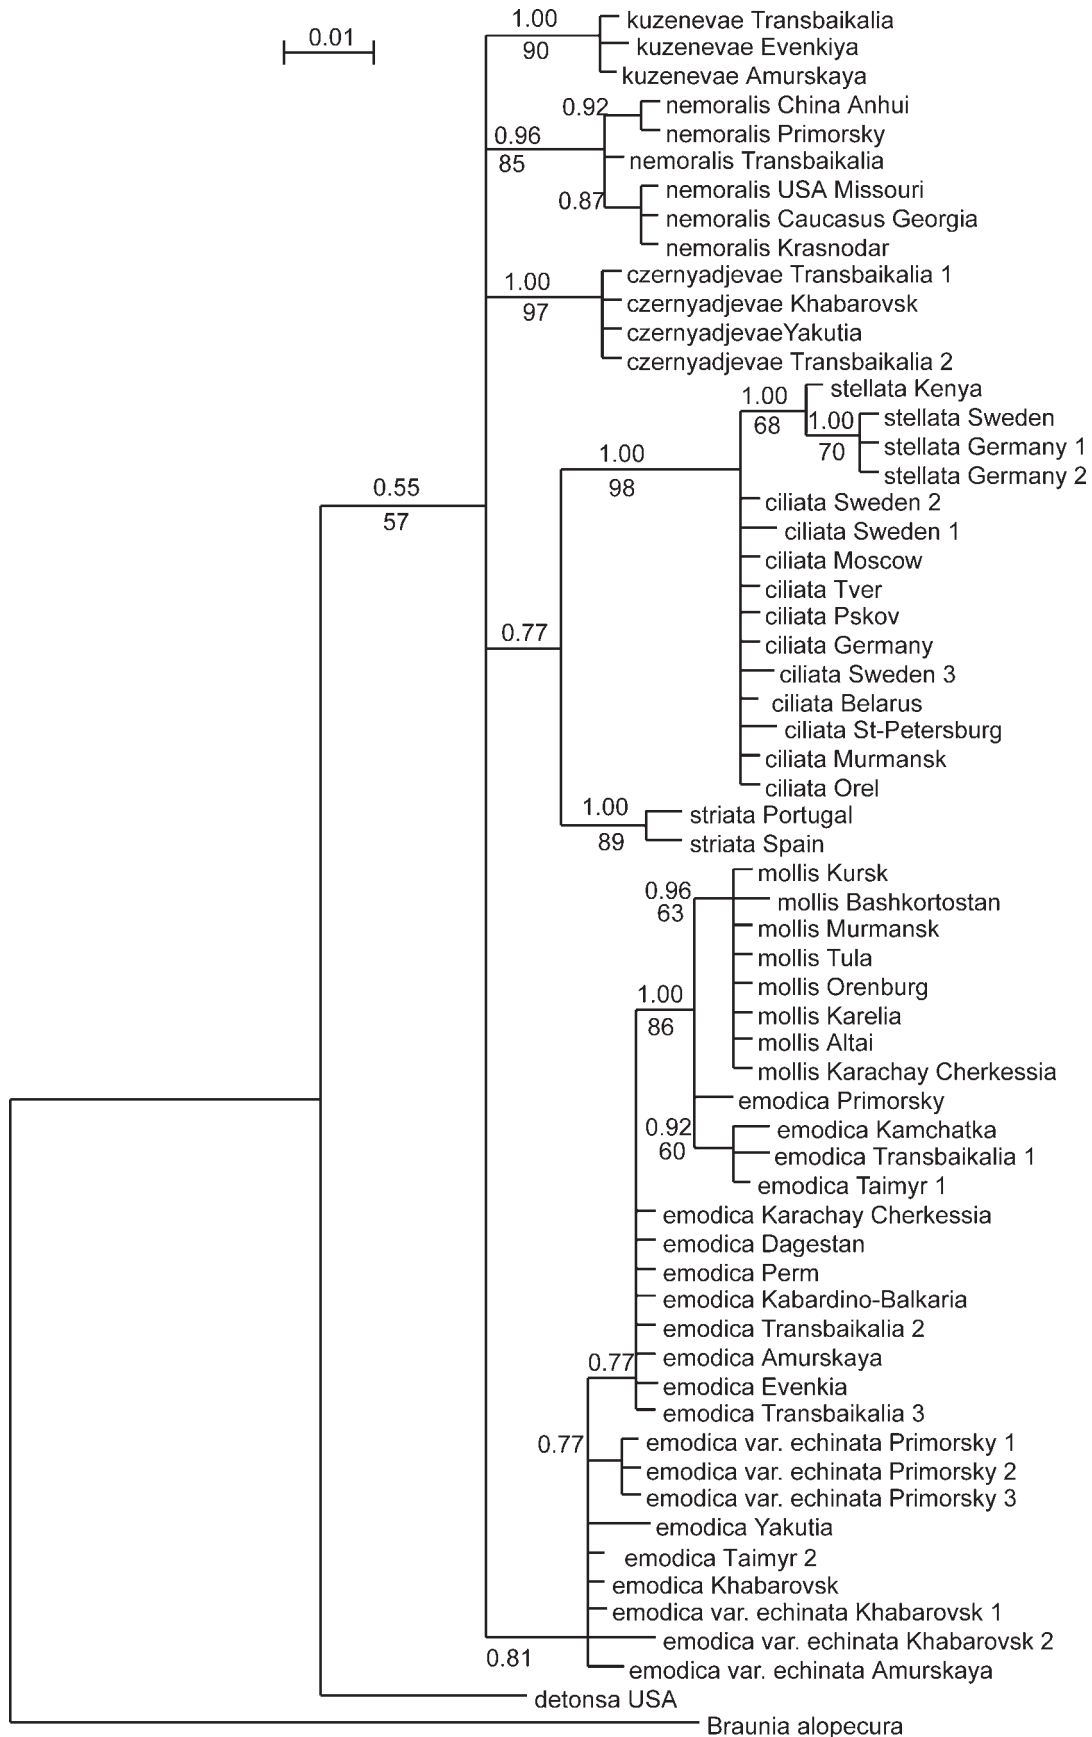 1.00
kuzenevae Transbaikalia
0.01
90
kuzenevae Evenkiya
kuzenevae Amurskaya
0.92
nemoralis China Anhui
0.96
nemoralis Primorsky
85
nemoralis Transbaikalia
nemoralis USA Missouri
0.87
nemoralis Caucasus Georgia
nemoralis Krasnodar
1.00
czernyadjevae Transbaikalia 1
97
czernyadjevae Khabarovsk
czernyadjevaeYakutia
czernyadjevae Transbaikalia 2
1.00
stellata Kenya
68
1.00
stellata Sweden
70
stellata Germany 1
1.00
stellata Germany 2
98
0.55
ciliata Sweden 2
57
ciliata Sweden 1
ciliata Moscow
ciliata Tver
ciliata Pskov
0.77
ciliata Germany
ciliata Sweden 3
ciliata Belarus
ciliata St-Petersburg
ciliata Murmansk
ciliata Orel
1.00
striata Portugal
89
striata Spain
mollis Kursk
0.96
mollis Bashkortostan
63
mollis Murmansk
mollis Tula
mollis Orenburg
1.00
mollis Karelia
86
mollis Altai
mollis Karachay Cherkessia
emodica Primorsky
0.92
emodica Kamchatka
60
emodica Transbaikalia 1
emodica Taimyr 1
emodica Karachay Cherkessia
emodica Dagestan
emodica Perm
emodica Kabardino-Balkaria
emodica Transbaikalia 2
0.77
emodica Amurskaya
emodica Evenkia
emodica Transbaikalia 3
0.77
emodica var. echinata Primorsky 1
emodica var. echinata Primorsky 2
emodica var. echinata Primorsky 3
emodica Yakutia
emodica Taimyr 2
emodica Khabarovsk
emodica var. echinata Khabarovsk 1
emodica var. echinata Khabarovsk 2
0.81
emodica var. echinata Amurskaya
detonsa USA
Braunia alopecura